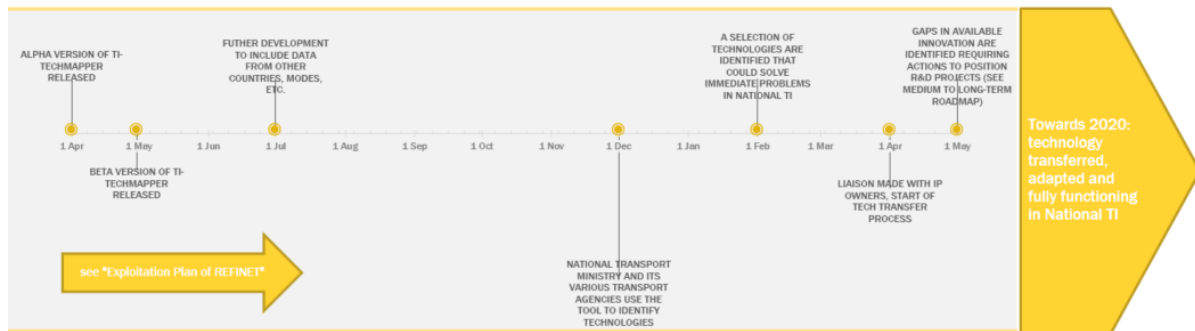 ALPHA VERSION OF TI-
TECHMAPPER
RELEASED
FUTHER DEVELOPMENT
TO INCLUDE DATA
FROM OTHER
COUNTRIES, MODES,
ETC.
A SELECTION OF
TECHNOLOGIES ARE
IDENTIFIED THAT
COULD SOLVE
IMMEDIATE PROBLEMS
IN NATIONAL TI
GAPS IN AVAILABLE
INNOVATION ARE
IDENTIFIED REQUIRING
ACTIONS TO POSITION
R&D PROJECTS (SEE
MEDIUM TO LONG-TERM
ROADMAP)
1 Apr
1 May
1 Jun
1 Jul
1 Aug
1 Sep
1 Oct
1 Nov
1 Dec
1 Jan
1 Feb
1 Mar
1 Apr
1 May
BETA VERSION OF TI-
TECHMAPPER
RELEASED
LIAISON MADE WITH IP
OWNERS, START OF
TECH TRANSFER
PROCESS
NATIONAL TRANSPORT
MINISTRY AND ITS
VARIOUS TRANSPORT
AGENCIES USE THE
TOOL TO IDENTIFY
TECHNOLOGIES
see "Exploitation Plan of REFINET"
Towards 2020:
technology
transferred,
adapted and
fully functioning
in National TI